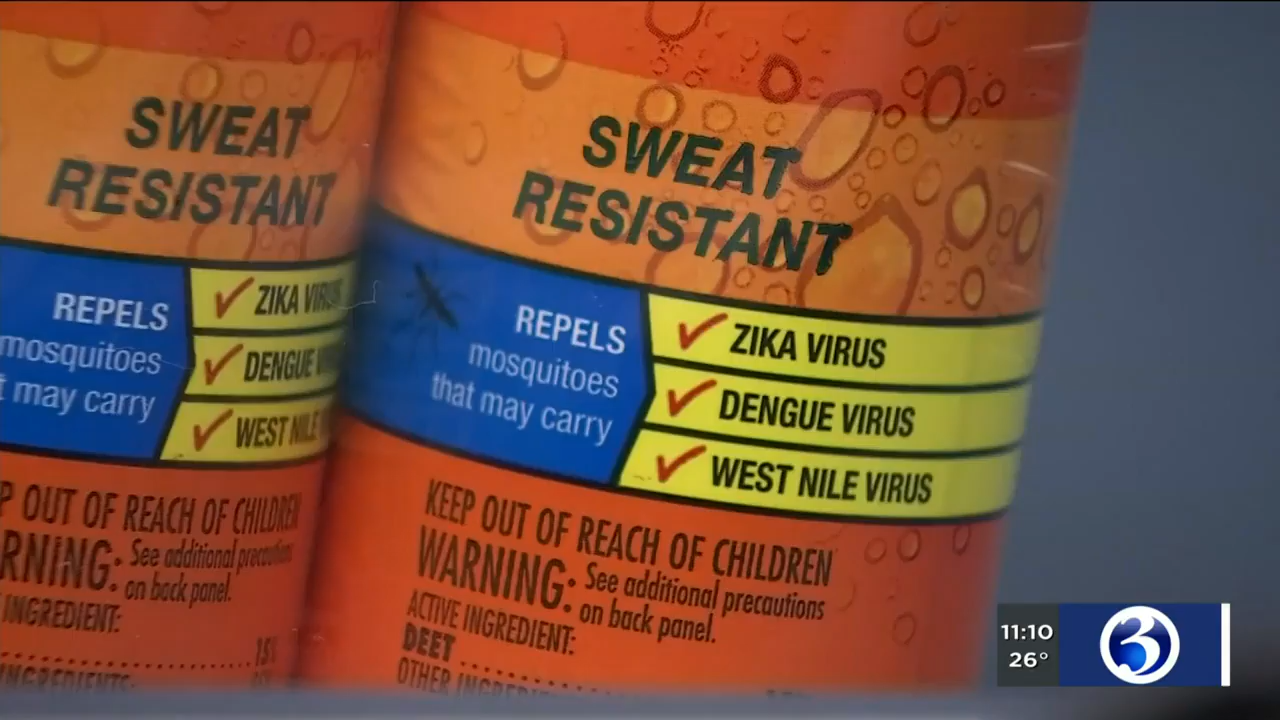 SWEAT
RESISTANT
REPELS
mosquitoes
may carry
ZIKA
DENGUE
WEST NILE
OUT OF REACH OF CHILDREN
See additional precautions
on back panel.
INGREDIENT:
15%
SWEAT
RESISTANT
REPELS
mosquitoes
that may carry
ZIKA VIRUS
DENGUE VIRUS
WEST NILE VIRUS
KEEP OUT OF REACH OF CHILDREN
WARNING: See additional precautions
on back panel.
ACTIVE INGREDIENT:
DEET
OTHER
11:10
26°
3